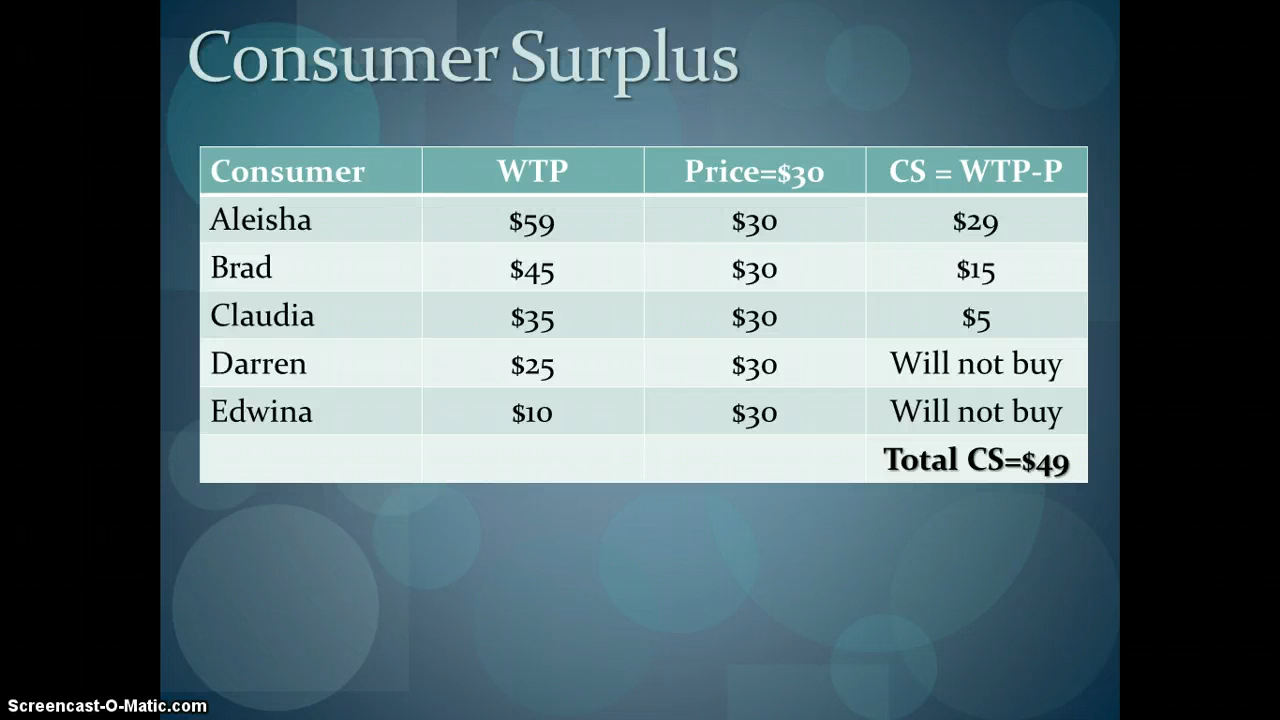 Consumer Surplus
Consumer WTP Price=$30 CS = WTP-P
Aleisha $59 $30 $29
Brad $45 $30 $15
Claudia $35 $30 $5
Darren $25 $30 Will not buy
Edwina $10 $30 Will not buy
Total CS=$49
Screencast-O-Matic.com